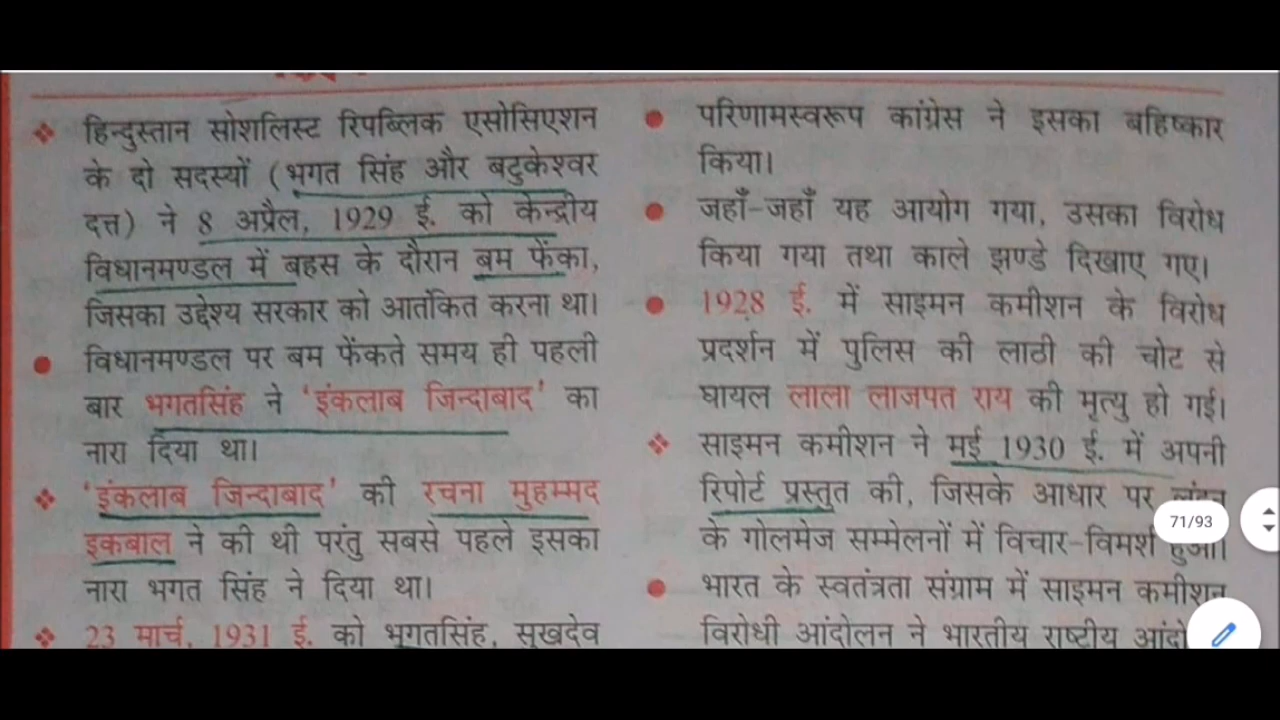 हिन्दुस्तान सोशलिस्ट रिपब्लिक एसोसिएशन
के दो सदस्यों (भगत सिंह और बटुकेश्वर
दत्त) ने 8 अप्रैल, 1929 ई. को केन्द्रीय
विधानमण्डल में बहस के दौरान बम फेंका,
जिसका उद्देश्य सरकार को आतंकित करना था।
विधानमण्डल पर बम फेंकते समय ही पहली
बार भगतसिंह ने 'इंकलाब जिन्दाबाद' का
नारा दिया था।
'इंकलाब जिन्दाबाद' की रचना मुहम्मद
इकबाल ने की थी परंतु सबसे पहले इसका
नारा भगत सिंह ने दिया था।
23 मार्च, 1931 ई. को भगतसिंह, सुखदेव
परिणामस्वरूप कांग्रेस ने इसका बहिष्कार
किया।
जहाँ-जहाँ यह आयोग गया, उसका विरोध
किया गया तथा काले झण्डे दिखाए गए।
1928 ई. में साइमन कमीशन के विरोध
प्रदर्शन में पुलिस की लाठी की चोट से
घायल लाला लाजपत राय की मृत्यु हो गई।
साइमन कमीशन ने मई 1930 ई. में अपनी
रिपोर्ट प्रस्तुत की, जिसके आधार पर लंदन
के गोलमेज सम्मेलनों में विचार-विमर्श हुआ।
भारत के स्वतंत्रता संग्राम में साइमन कमीशन
विरोधी आंदोलन ने भारतीय राष्ट्रीय
71/93